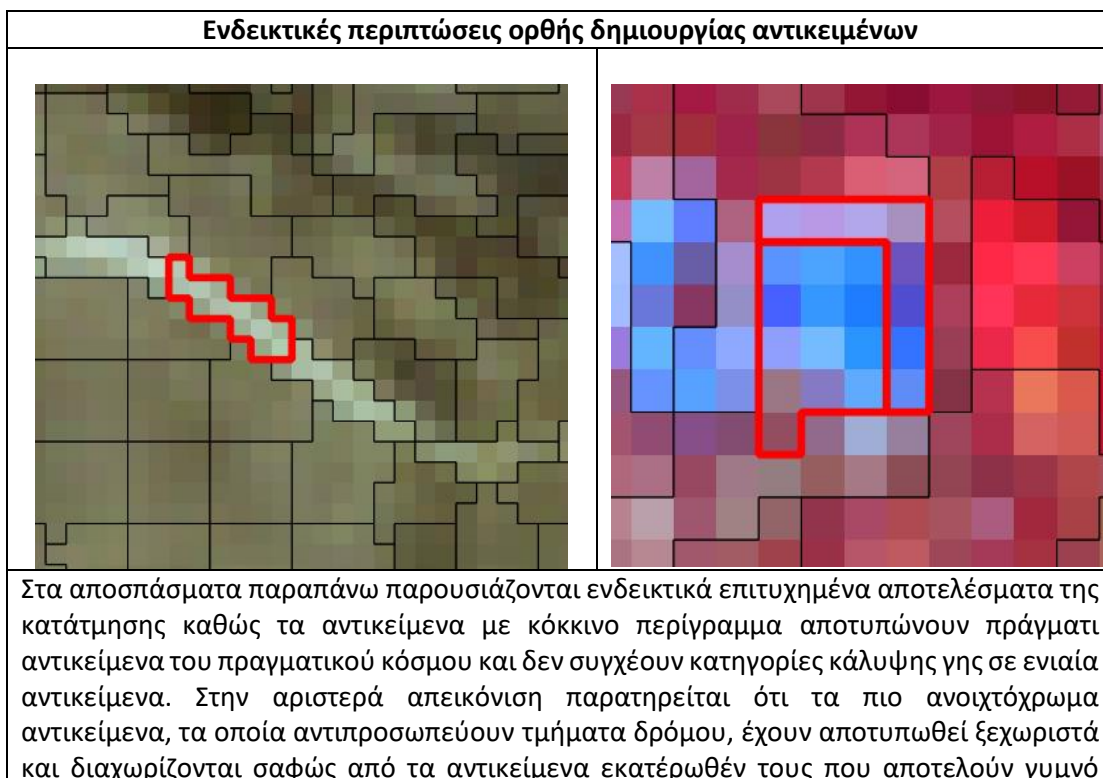 Ενδεικτικές περιπτώσεις ορθής δημιουργίας αντικειμένων
Στα αποσπάσματα παραπάνω παρουσιάζονται ενδεικτικά επιτυχημένα αποτελέσματα της
κατάτμησης καθώς τα αντικείμενα με κόκκινο περίγραμμα αποτυπώνουν πράγματι
αντικείμενα του πραγματικού κόσμου και δεν συγχέουν κατηγορίες κάλυψης γης σε ενιαία
αντικείμενα. Στην αριστερά απεικόνιση παρατηρείται ότι τα πιο ανοιχτόχρωμα
αντικείμενα, τα οποία αντιπροσωπεύουν τμήματα δρόμου, έχουν αποτυπωθεί ξεχωριστά
και διαχωρίζονται σαφώς από τα αντικείμενα εκατέρωθέν τους που αποτελούν γυμνό